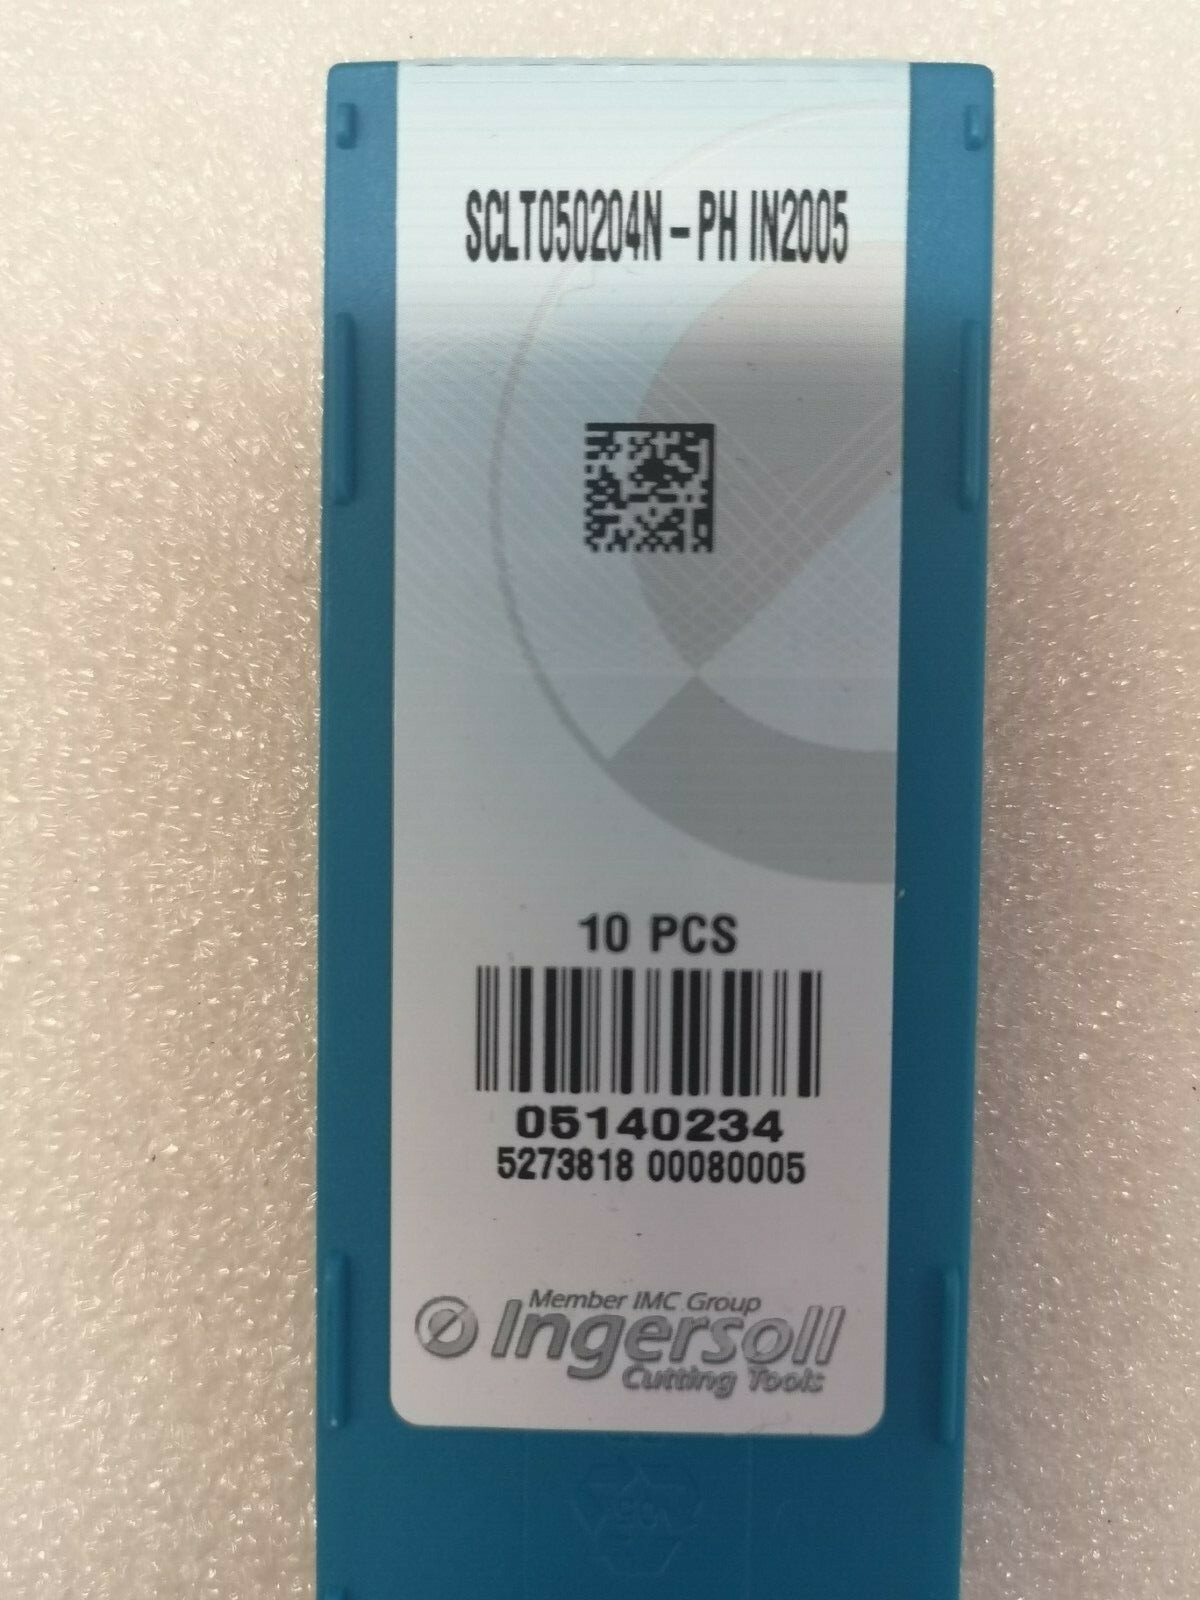 SCLT050204N-PH IN2005
10 PCS
05140234
5273818 00080005
Member IMC Group
Ingersoll
Cutting Tools